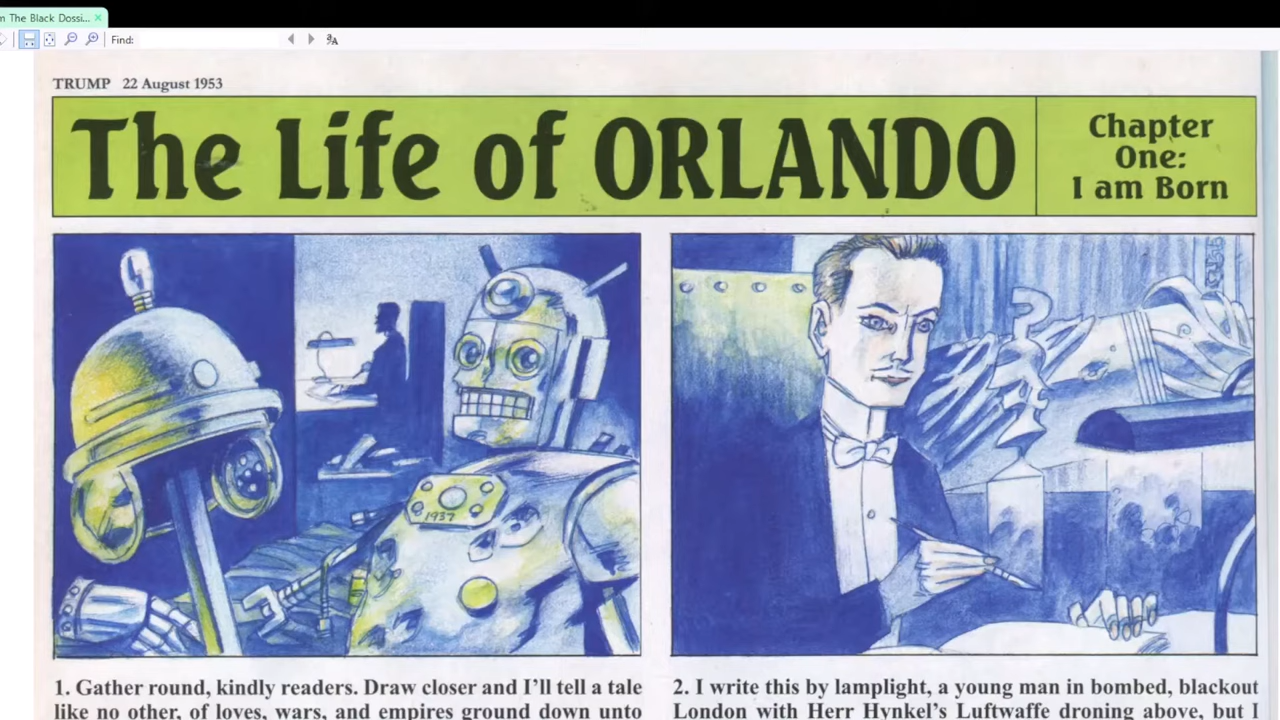 m The Black Dossi...
Find:
TRUMP 22 August 1953
The Life of ORLANDO
Chapter
One:
I am Born
1937
1. Gather round, kindly readers. Draw closer and I'll tell a tale
like no other, of loves, wars, and empires ground down unto
2. I write this by lamplight, a young man in bombed, blackout
London with Herr Hynkel's Luftwaffe droning above, but I